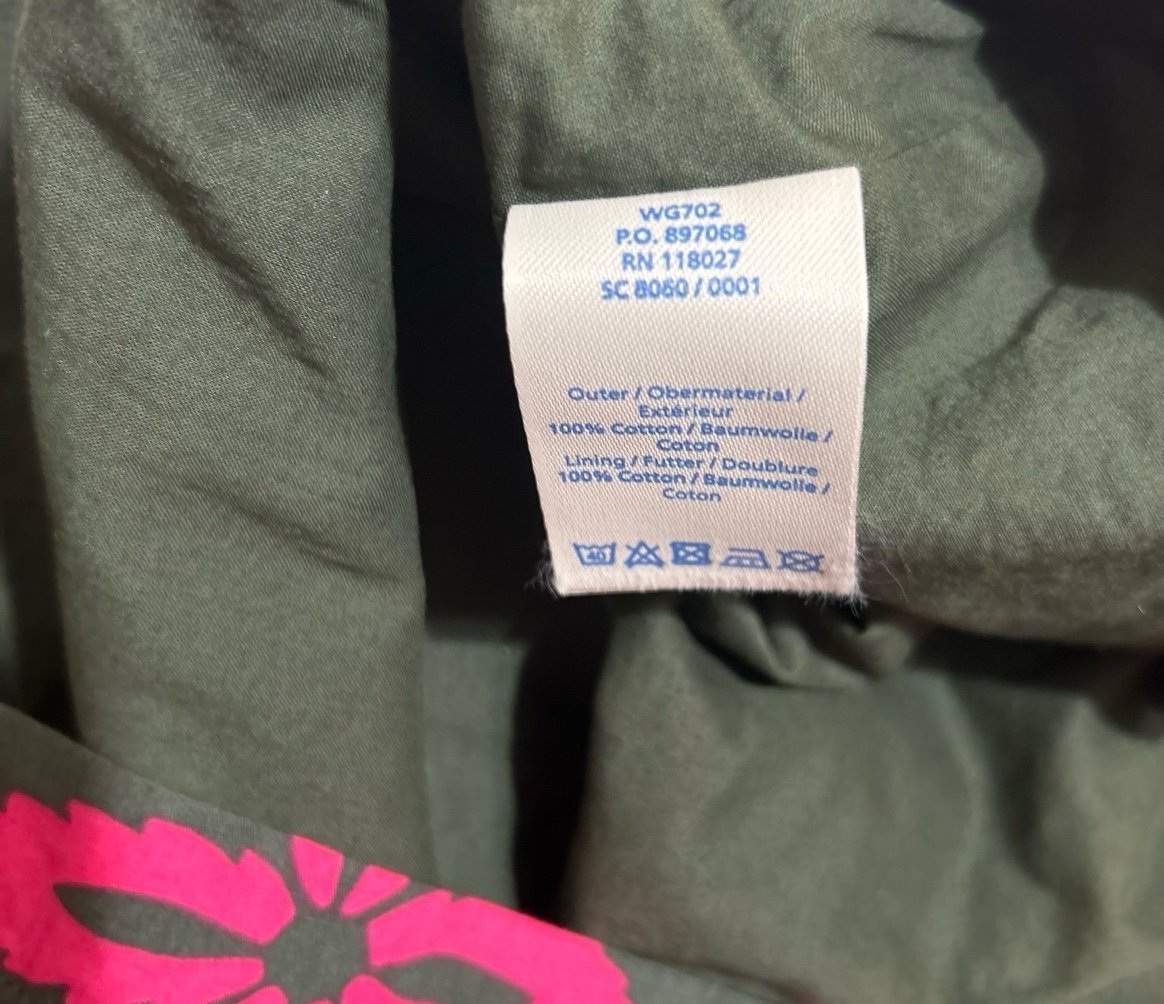 WG702
P.O. 897068
RN 118027
SC 8060 / 0001
Outer / Obermaterial /
Extérieur
100% Cotton / Baumwolle /
Coton
Lining / Futter / Doublure
100% Cotton / Baumwolle /
Coton
40